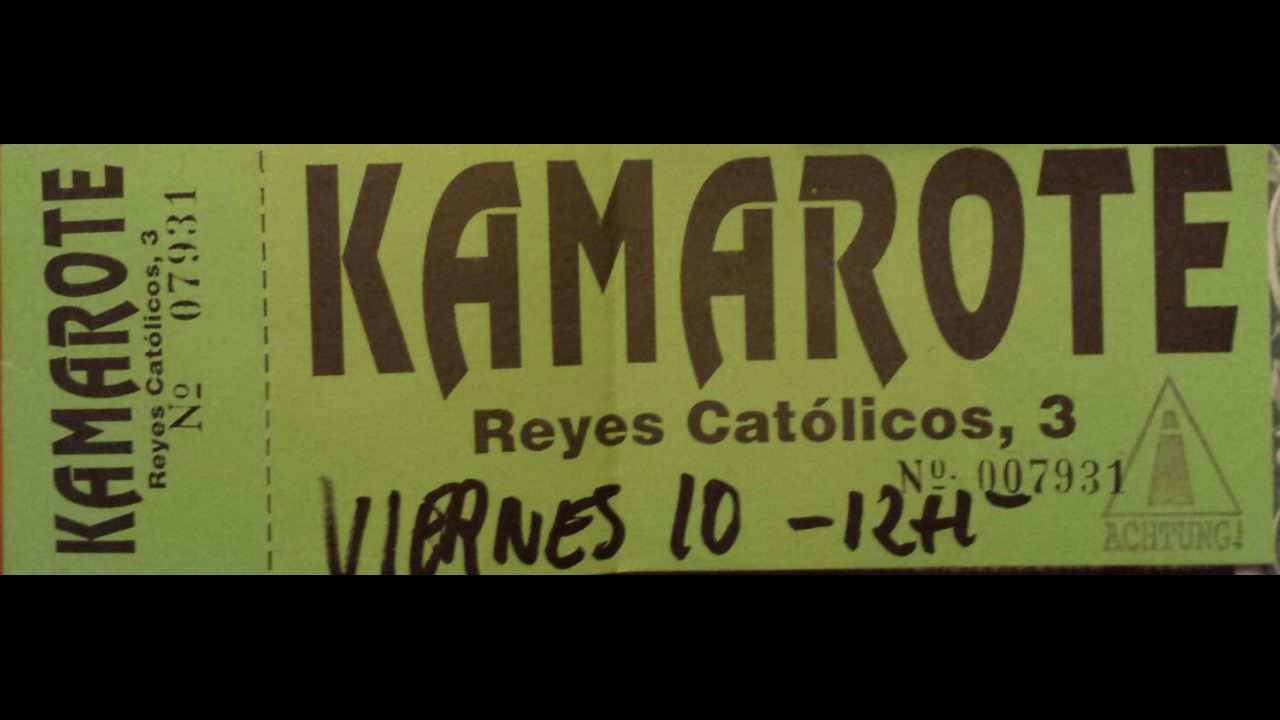 KAMAROTE
Reyes Católicos, 3
Nº 07931
KAMAROTE
Reyes Católicos, 3
Nº. 007931
VIERNES 10 - 12H
ACHTUNG!